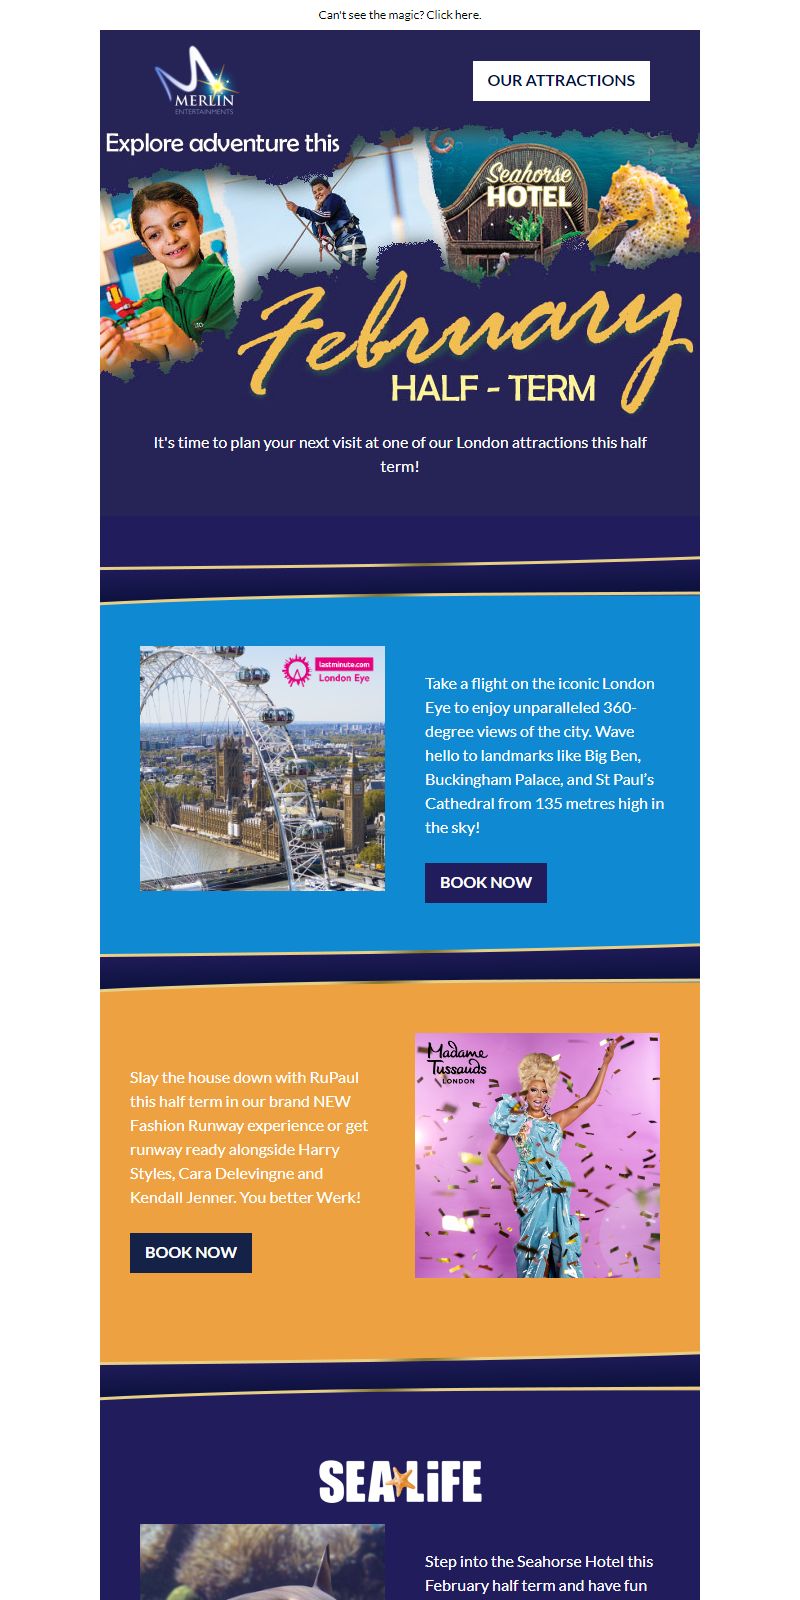 Can't see the magic? Click here.
MERLIN
ENTERTAINMENTS
OUR ATTRACTIONS
Explore adventure this
Seahorse
HOTEL
February
HALF - TERM
It's time to plan your next visit at one of our London attractions this half
term!
lastminute.com
London Eye
Take a flight on the iconic London
Eye to enjoy unparalleled 360-
degree views of the city. Wave
hello to landmarks like Big Ben,
Buckingham Palace, and St Paul’s
Cathedral from 135 metres high in
the sky!
BOOK NOW
Madame
Tussauds
LONDON
Slay the house down with RuPaul
this half term in our brand NEW
Fashion Runway experience or get
runway ready alongside Harry
Styles, Cara Delevingne and
Kendall Jenner. You better Werk!
BOOK NOW
SEA LiFE
Step into the Seahorse Hotel this
February half term and have fun